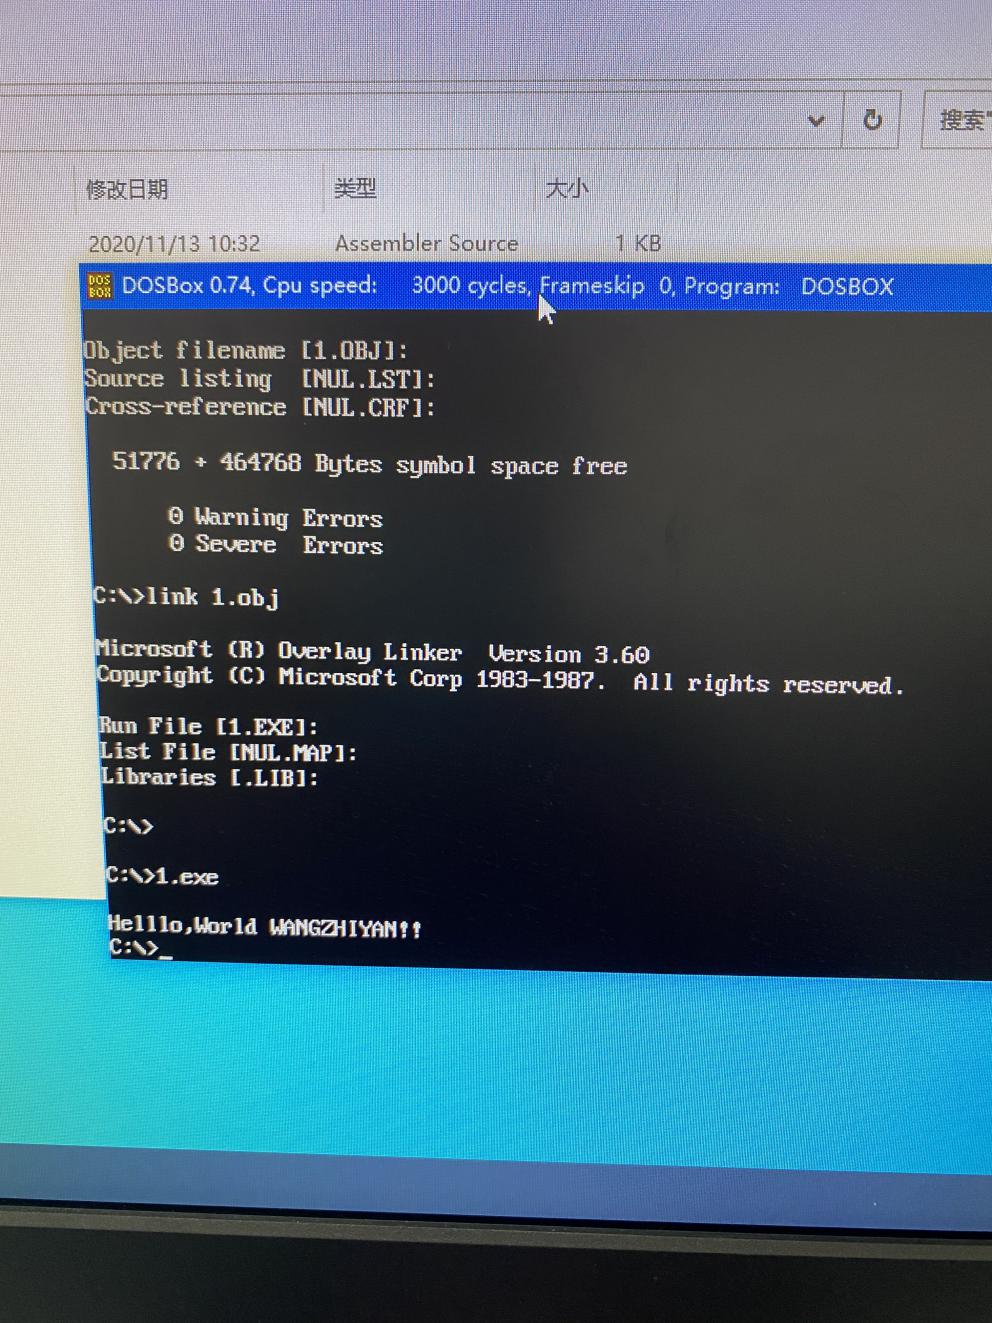 搜索"
修改日期 类型 大小
2020/11/13 10:32 Assembler Source 1 KB
DOS BOX DOSBox 0.74, Cpu speed: 3000 cycles, Frameskip 0, Program: DOSBOX
Object filename [1.OBJ]:
Source listing [NUL.LST]:
Cross-reference [NUL.CRF]:
51776 + 464768 Bytes symbol space free
0 Warning Errors
0 Severe Errors
C:\>link 1.obj
Microsoft (R) Overlay Linker Version 3.60
Copyright (C) Microsoft Corp 1983-1987. All rights reserved.
Run File [1.EXE]:
List File [NUL.MAP]:
Libraries [.LIB]:
C:\>
C:\>1.exe
Helllo,World WANGZHIYAN!!
C:\>_